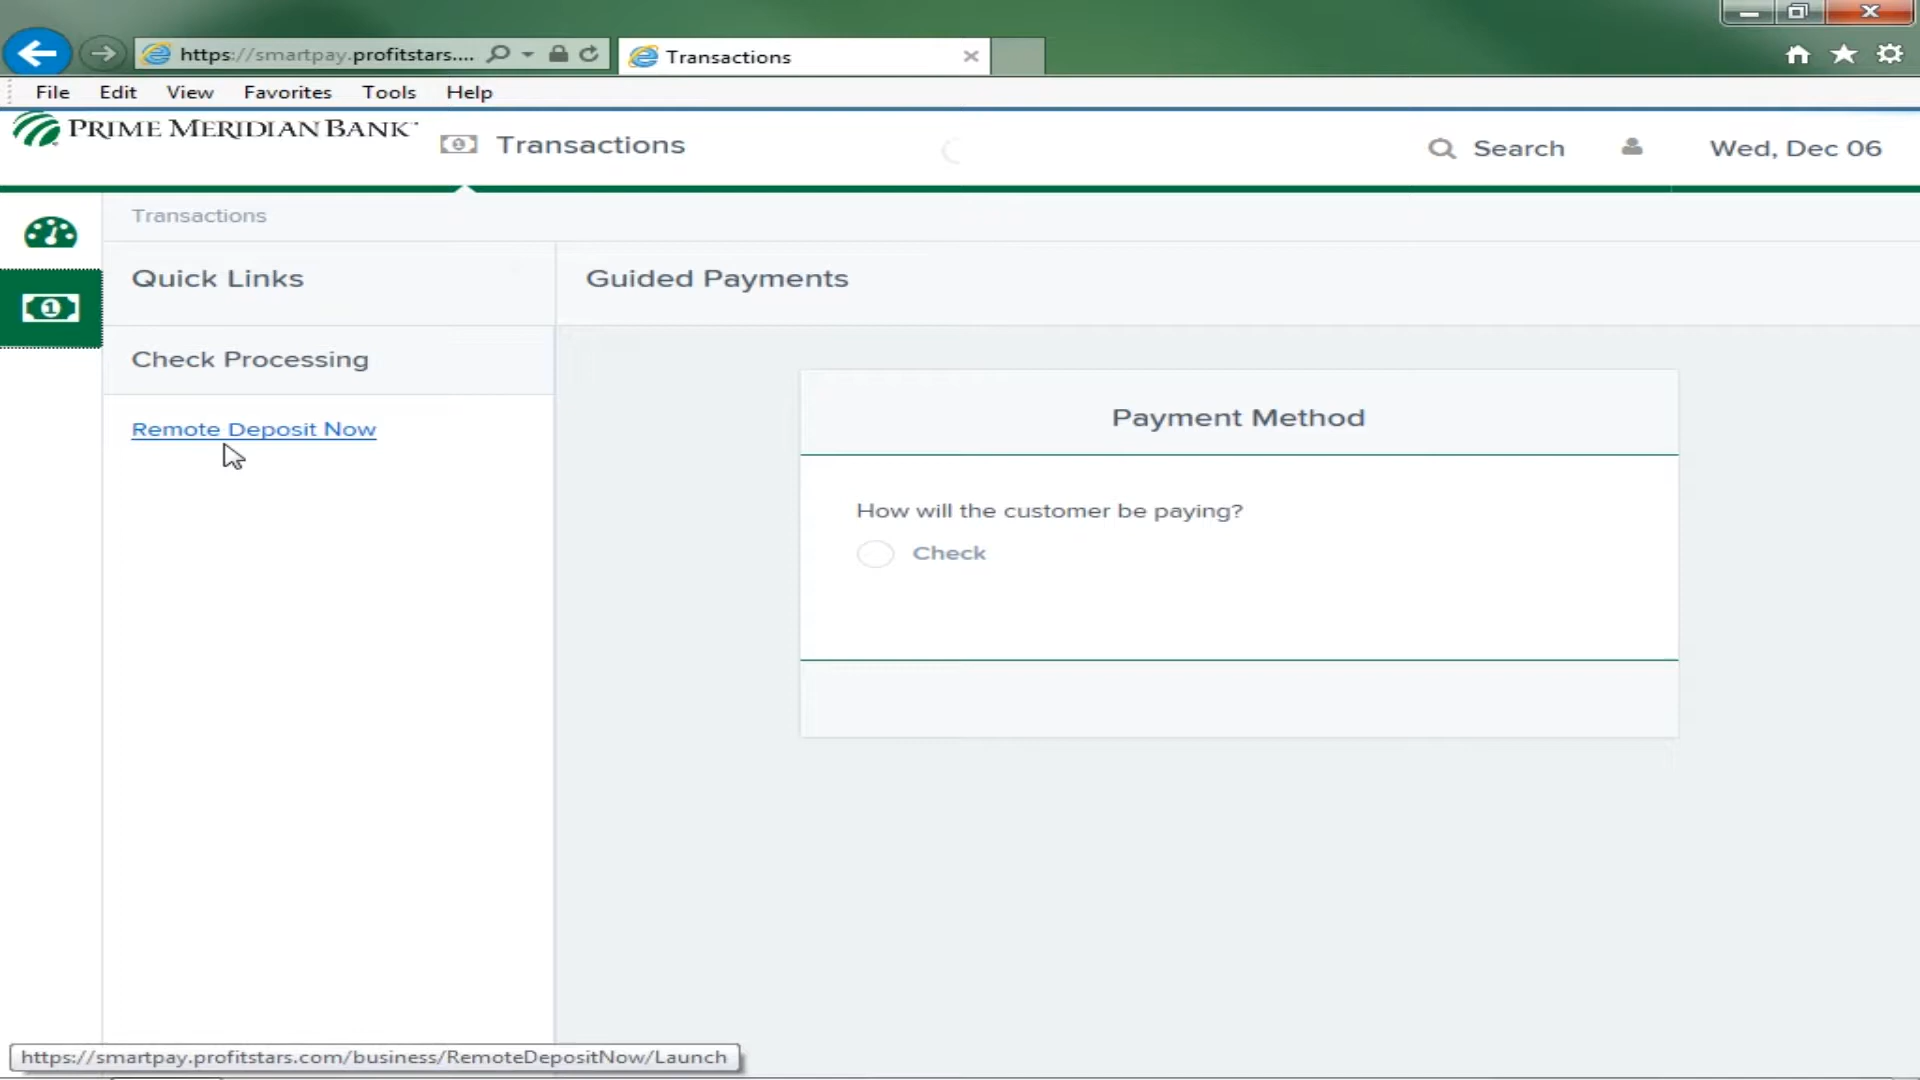 https://smartpay.profitstars....
Transactions
File Edit View Favorites Tools Help
PRIME MERIDIAN BANK
Transactions
Search
Wed, Dec 06
Transactions
Quick Links
Guided Payments
Check Processing
Remote Deposit Now
Payment Method
How will the customer be paying?
Check
https://smartpay.profitstars.com/business/RemoteDepositNow/Launch